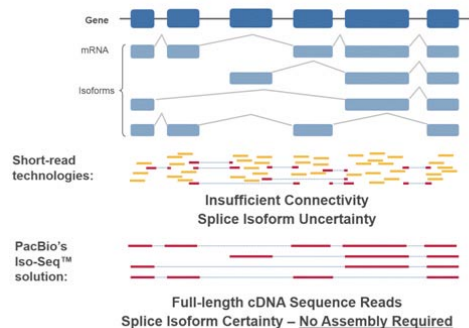 Gene
mRNA
Isoforms
Short-read
technologies:
Insufficient Connectivity
Splice Isoform Uncertainty
PacBio's
Iso-Seq™
solution:
Full-length cDNA Sequence Reads
Splice Isoform Certainty – No Assembly Required